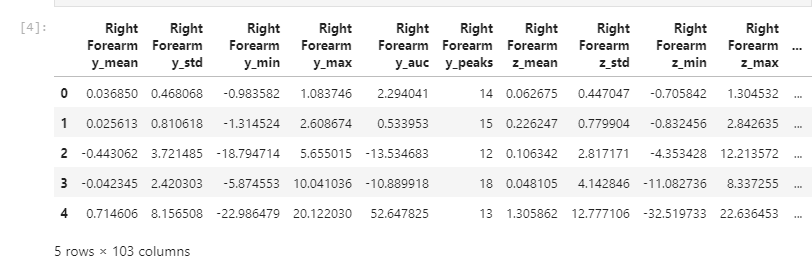 [4]:
Right Right Right Right Right Right Right Right Right Right
Forearm Forearm Forearm Forearm Forearm Forearm Forearm Forearm Forearm Forearm ...
y_mean y_std y_min y_max y_auc y_peaks z_mean z_std z_min z_max
0 0.036850 0.468068 -0.983582 1.083746 2.294041 14 0.062675 0.447047 -0.705842 1.304532 ...
1 0.025613 0.810618 -1.314524 2.608674 0.533953 15 0.226247 0.779904 -0.832456 2.842635 ...
2 -0.443062 3.721485 -18.794714 5.655015 -13.534683 12 0.106342 2.817171 -4.353428 12.213572 ...
3 -0.042345 2.420303 -5.874553 10.041036 -10.889918 18 0.048105 4.142846 -11.082736 8.337255 ...
4 0.714606 8.156508 -22.986479 20.122030 52.647825 13 1.305862 12.777106 -32.519733 22.636453 ...
5 rows × 103 columns